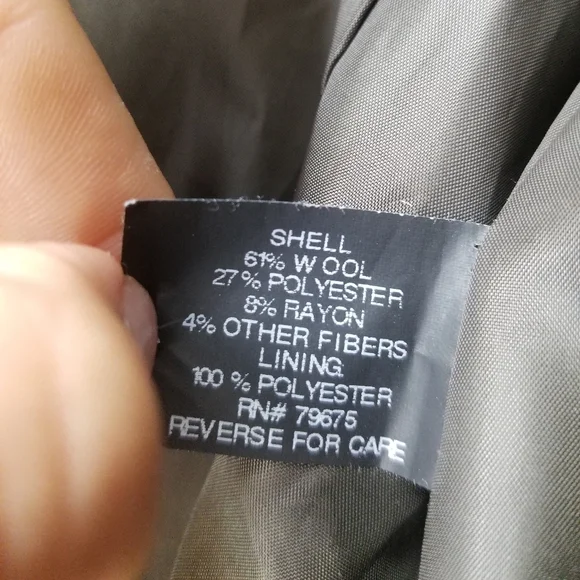 SHELL
61% WOOL
27% POLYESTER
8% RAYON
4% OTHER FIBERS
LINING
100 % POLYESTER
RN# 79675
REVERSE FOR CARE